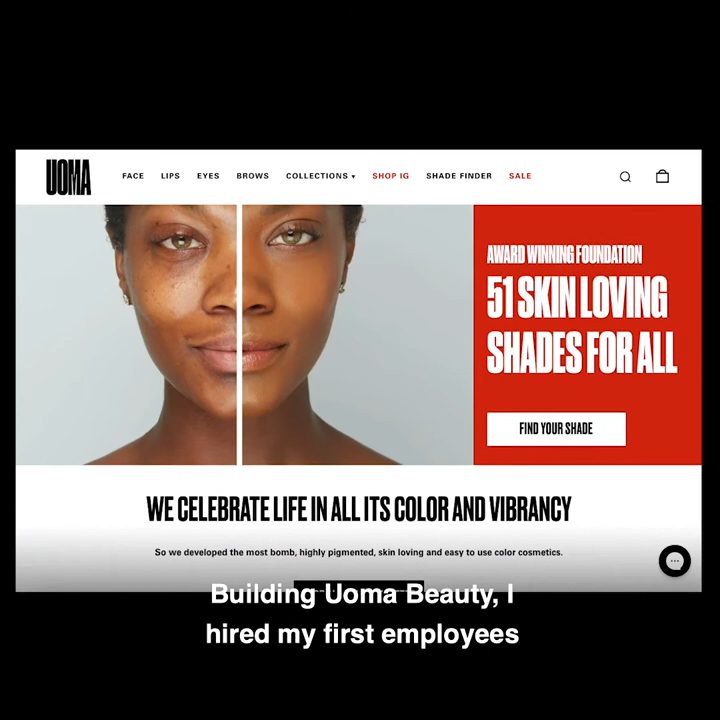 UOMA
FACE LIPS EYES BROWS COLLECTIONS ▾ SHOP IG SHADE FINDER SALE
AWARD WINNING FOUNDATION
51 SKIN LOVING
SHADES FOR ALL
FIND YOUR SHADE
WE CELEBRATE LIFE IN ALL ITS COLOR AND VIBRANCY
So we developed the most bomb, highly pigmented, skin loving and easy to use color cosmetics.
Building Uoma Beauty, I
hired my first employees